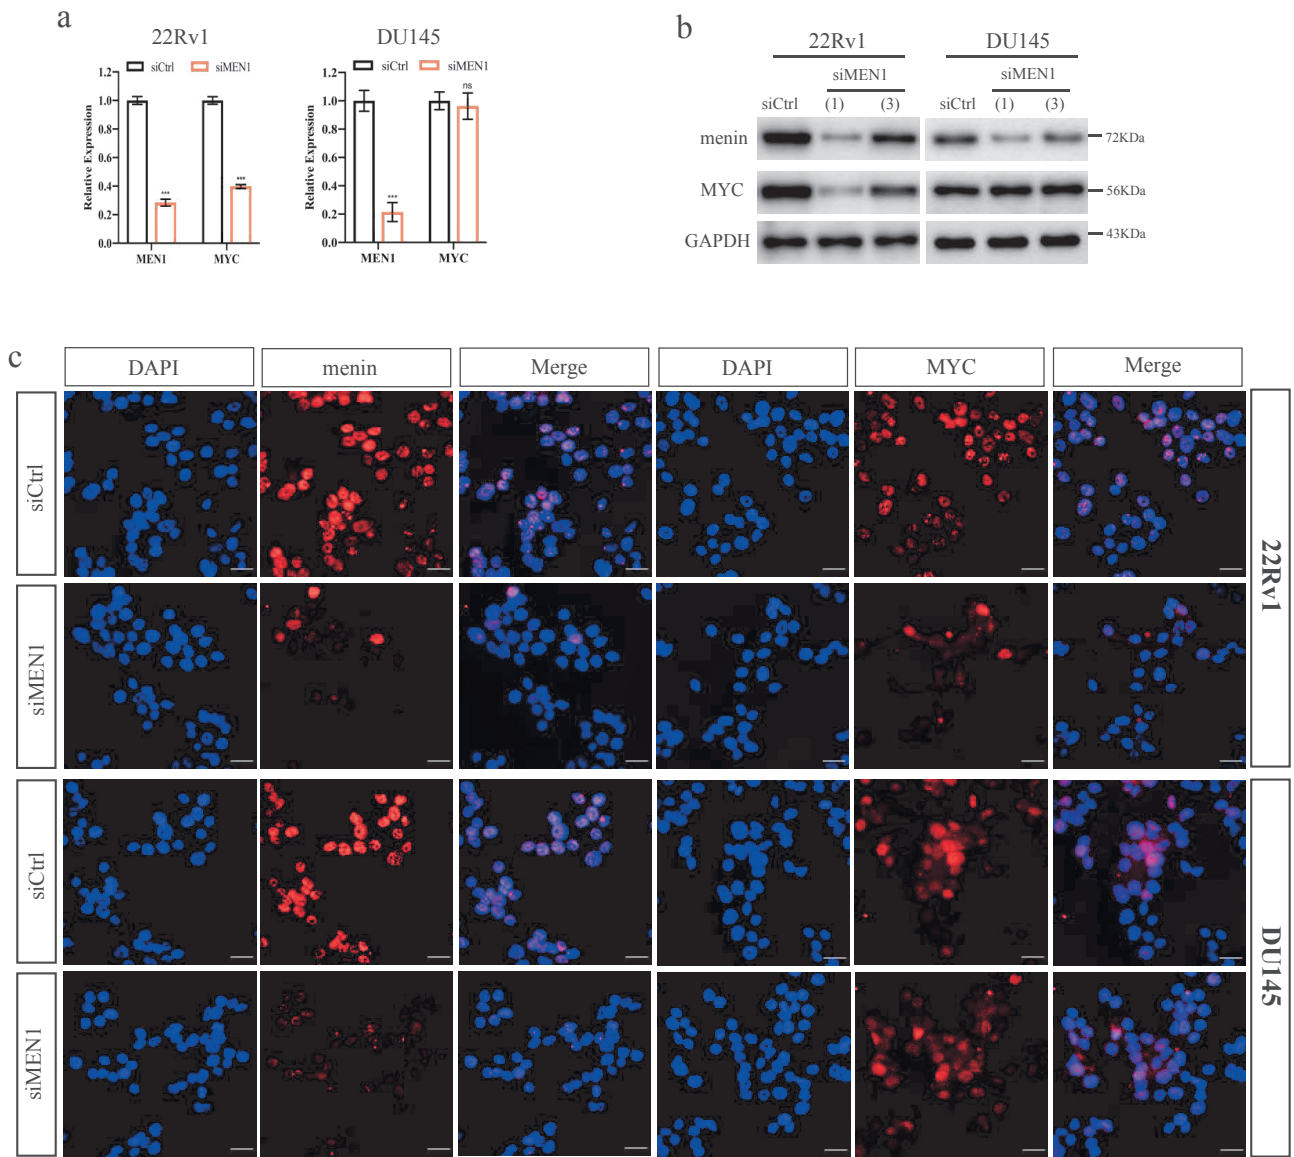 a
22Rv1
siCtrl siMEN1
Relative Expression
1.2
1.0
0.8
0.6
0.4
0.2
0.0
***
***
MEN1 MYC
DU145
siCtrl siMEN1
Relative Expression
1.2
1.0
0.8
0.6
0.4
0.2
0.0
***
ns
MEN1 MYC
b
22Rv1 DU145
siMEN1 siMEN1
siCtrl (1) (3) siCtrl (1) (3)
menin 72KDa
MYC 56KDa
GAPDH 43KDa
c
DAPI menin Merge DAPI MYC Merge
siCtrl
siMEN1
22Rv1
siCtrl
siMEN1
DU145